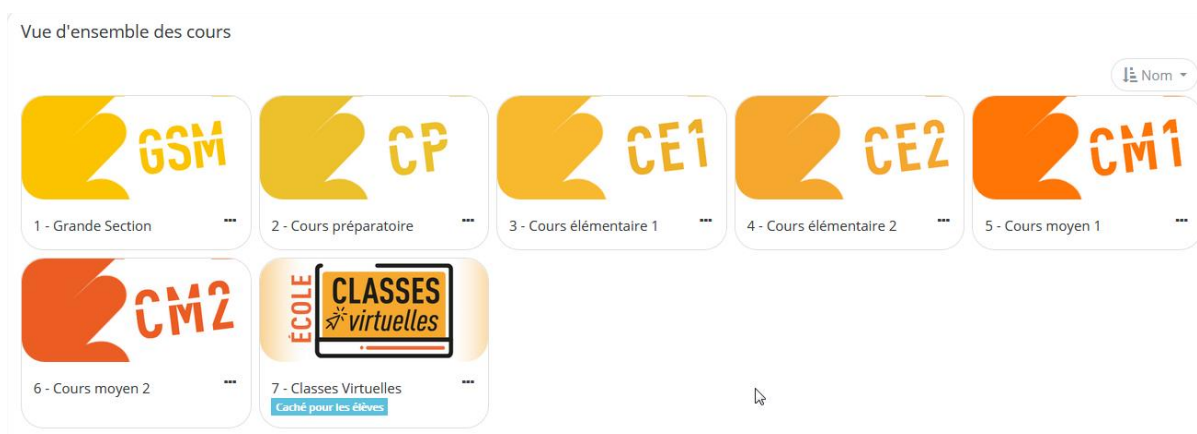 Vue d'ensemble des cours
Nom
GSM
CP
CE1
CE2
CM1
1 - Grande Section
2 - Cours préparatoire
3 - Cours élémentaire 1
4 - Cours élémentaire 2
5 - Cours moyen 1
CM2
ÉCOLE
CLASSES
virtuelles
6 - Cours moyen 2
7 - Classes Virtuelles
Caché pour les élèves